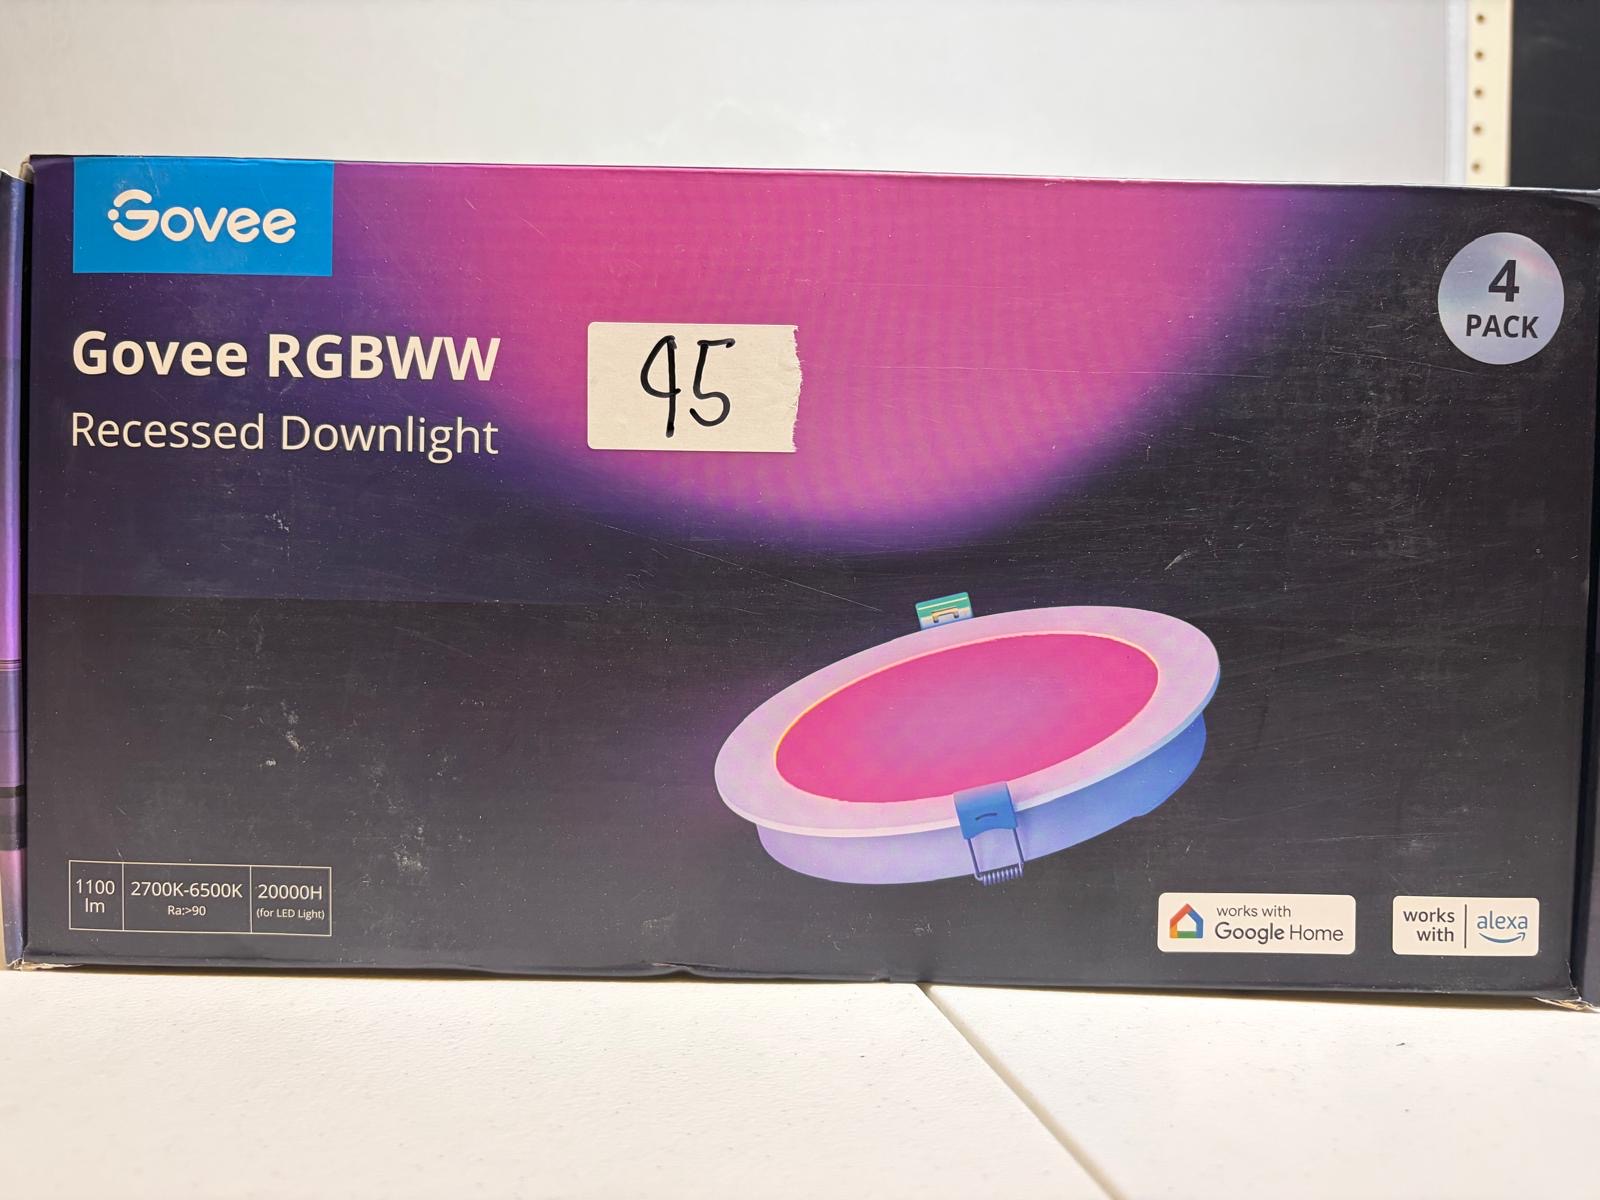 Govee
4
PACK
Govee RGBWW
45
Recessed Downlight
1100
lm
2700K-6500K
Ra:>90
20000H
(for LED Light)
works with
Google Home
works
with
alexa